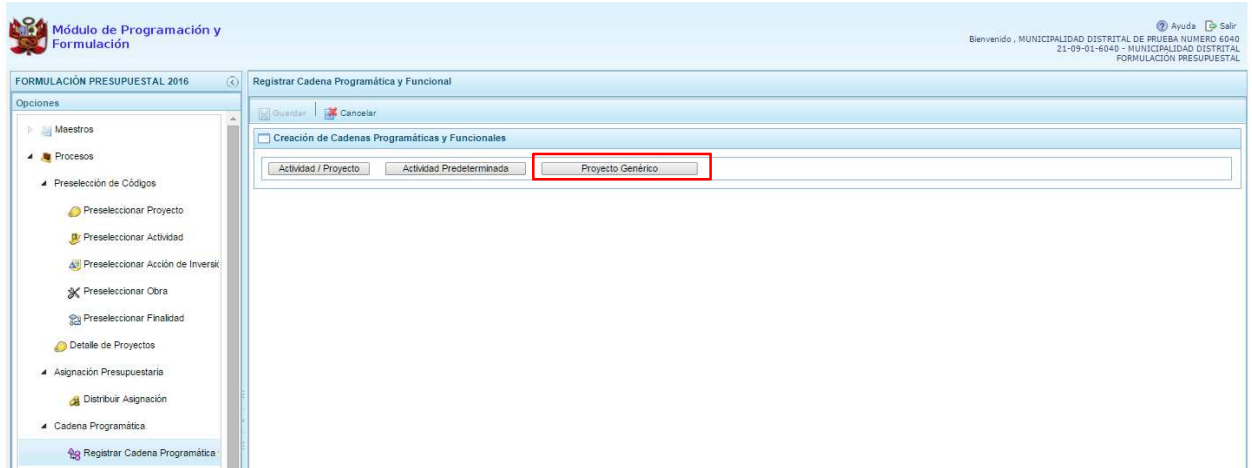 Módulo de Programación y
Formulación
Ayuda Salir
Bienvenido , MUNICIPALIDAD DISTRITAL DE PRUEBA NUMERO 6040
21-09-01-6040 - MUNICIPALIDAD DISTRITAL
FORMULACIÓN PRESUPUESTAL
FORMULACIÓN PRESUPUESTAL 2016
Opciones
Maestros
Procesos
Preselección de Códigos
Preseleccionar Proyecto
Preseleccionar Actividad
Preseleccionar Acción de Inversió
Preseleccionar Obra
Preseleccionar Finalidad
Detalle de Proyectos
Asignación Presupuestaria
Distribuir Asignación
Cadena Programática
Registrar Cadena Programática
Registrar Cadena Programática y Funcional
Guardar Cancelar
Creación de Cadenas Programáticas y Funcionales
Actividad / Proyecto Actividad Predeterminada Proyecto Genérico